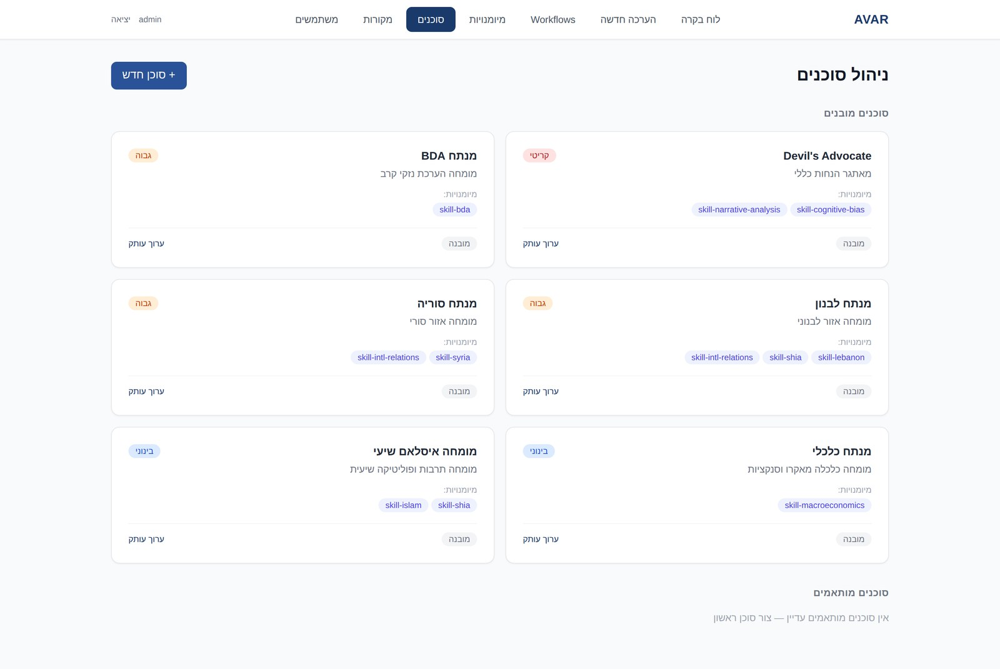 AVAR
לוח בקרה
הערכה חדשה
Workflows
מיומנויות
סוכנים
מקורות
משתמשים
admin
יציאה
ניהול סוכנים
+ סוכן חדש
סוכנים מובנים
Devil's Advocate
קריטי
מאתגר הנחות כללי
מיומנויות:
skill-cognitive-bias
skill-narrative-analysis
מובנה
ערוך עותק
מנתח BDA
גבוה
מומחה הערכת נזקי קרב
מיומנויות:
skill-bda
מובנה
ערוך עותק
מנתח לבנון
גבוה
מומחה אזור לבנוני
מיומנויות:
skill-lebanon
skill-shia
skill-intl-relations
מובנה
ערוך עותק
מנתח סוריה
גבוה
מומחה אזור סורי
מיומנויות:
skill-syria
skill-intl-relations
מובנה
ערוך עותק
מנתח כלכלי
בינוני
מומחה כלכלה מאקרו וסנקציות
מיומנויות:
skill-macroeconomics
מובנה
ערוך עותק
מומחה איסלאם שיעי
בינוני
מומחה תרבות ופוליטיקה שיעית
מיומנויות:
skill-shia
skill-islam
מובנה
ערוך עותק
סוכנים מותאמים
אין סוכנים מותאמים עדיין — צור סוכן ראשון